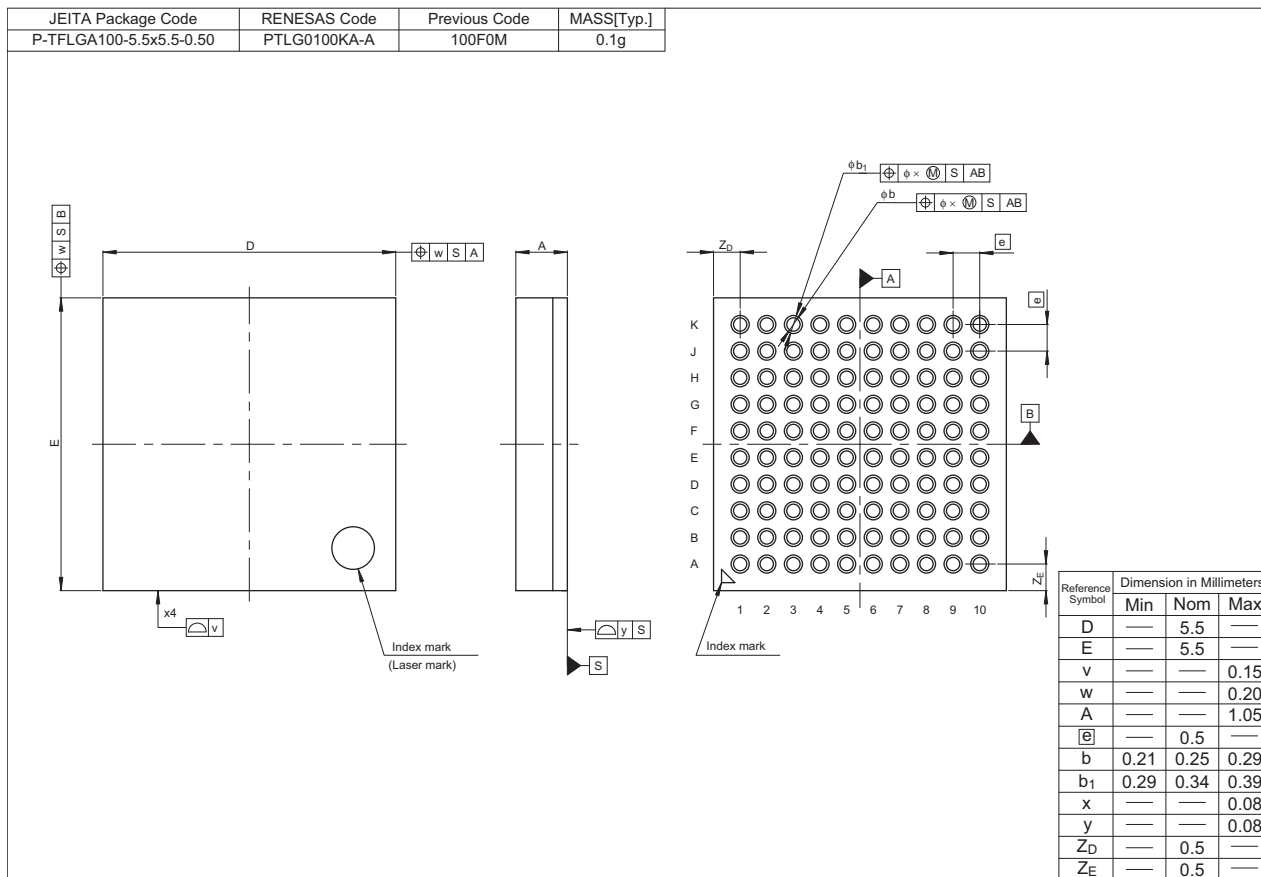 JEITA Package Code RENESAS Code Previous Code MASS[Typ.]
P-TFLGA100-5.5x5.5-0.50 PTLG0100KA-A 100F0M 0.1g
φb1 φ × Ⓜ S AB
φb φ × Ⓜ S AB
w S B
D
w S A
A
ZD
A
e
e
K
J
H
G
F
E
D
C
B
A
B
E
ZE
1 2 3 4 5 6 7 8 9 10
x4
v
Index mark
(Laser mark)
y S
S
Index mark
Reference Symbol Dimension in Millimeters
Min Nom Max
D — 5.5 —
E — 5.5 —
v — — 0.15
w — — 0.20
A — — 1.05
e — 0.5 —
b 0.21 0.25 0.29
b1 0.29 0.34 0.39
x — — 0.08
y — — 0.08
ZD — 0.5 —
ZE — 0.5 —